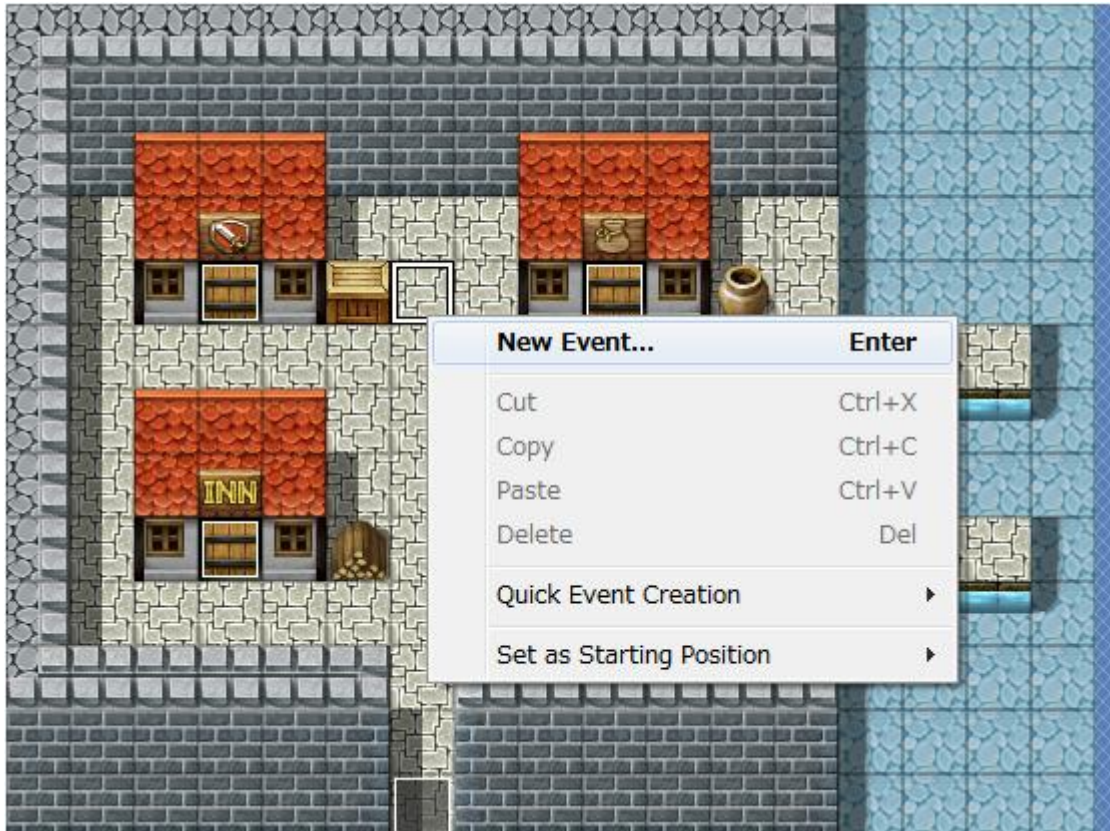 New Event... Enter
Cut Ctrl+X
Copy Ctrl+C
Paste Ctrl+V
Delete Del
INN
Quick Event Creation
Set as Starting Position